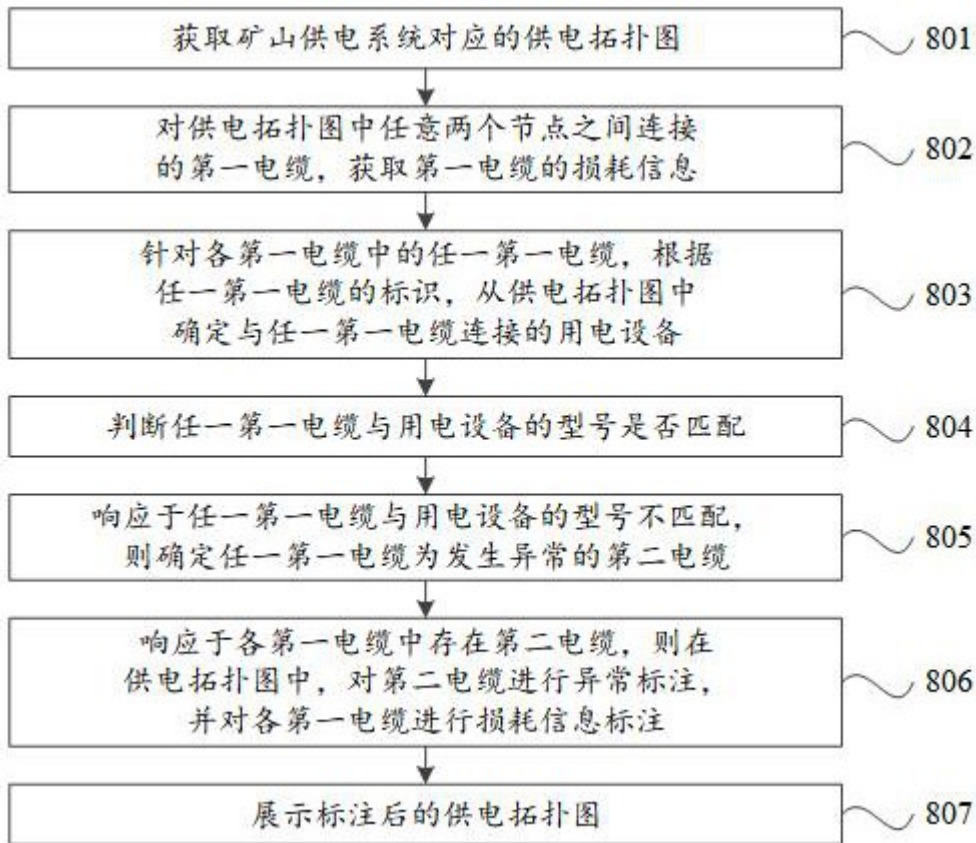 获取矿山供电系统对应的供电拓扑图
801
对供电拓扑图中任意两个节点之间连接
的第一电缆，获取第一电缆的损耗信息
802
针对各第一电缆中的任一第一电缆，根据
任一第一电缆的标识，从供电拓扑图中
确定与任一第一电缆连接的用电设备
803
判断任一第一电缆与用电设备的型号是否匹配
804
响应于任一第一电缆与用电设备的型号不匹配，
则确定任一第一电缆为发生异常的第二电缆
805
响应于各第一电缆中存在第二电缆，则在
供电拓扑图中，对第二电缆进行异常标注，
并对各第一电缆进行损耗信息标注
806
展示标注后的供电拓扑图
807